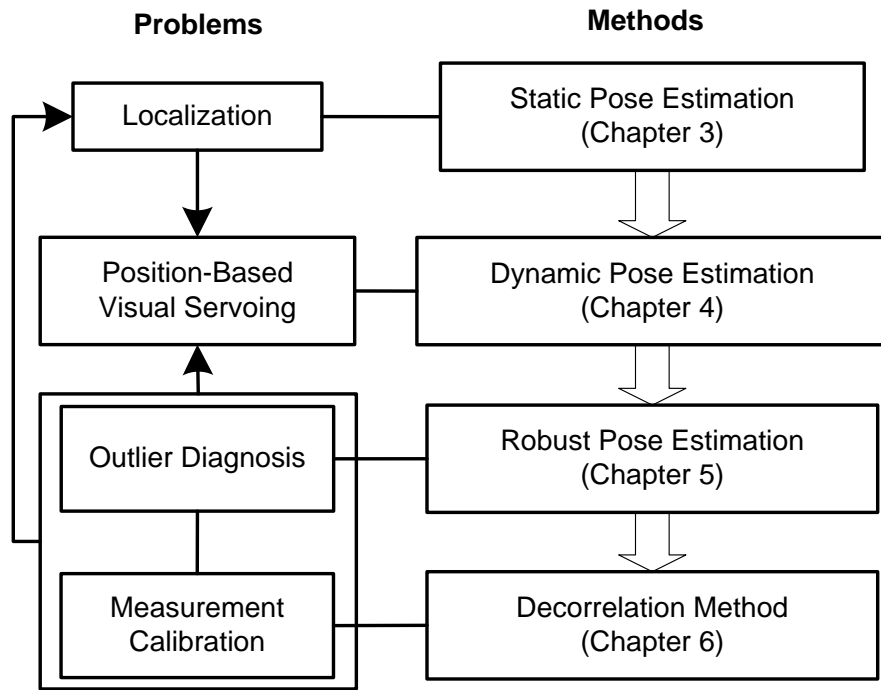 Problems
Methods
Localization
Static Pose Estimation
(Chapter 3)
Position-Based
Visual Servoing
Dynamic Pose Estimation
(Chapter 4)
Outlier Diagnosis
Robust Pose Estimation
(Chapter 5)
Measurement
Calibration
Decorrelation Method
(Chapter 6)